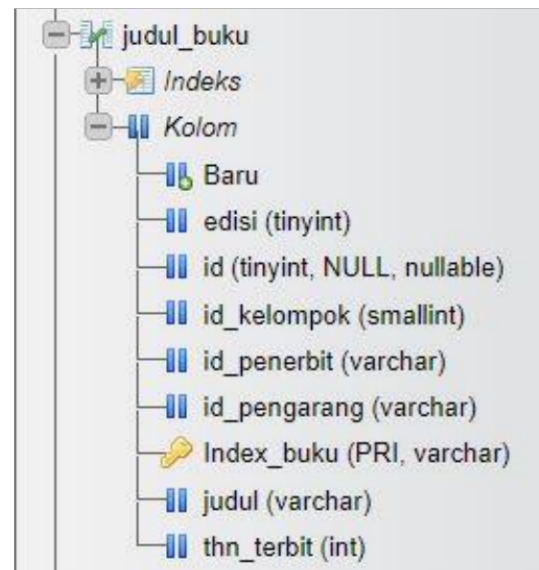 judul_buku
Indeks
Kolom
Baru
edisi (tinyint)
id (tinyint, NULL, nullable)
id_kelompok (smallint)
id_penerbit (varchar)
id_pengarang (varchar)
Index_buku (PRI, varchar)
judul (varchar)
thn_terbit (int)